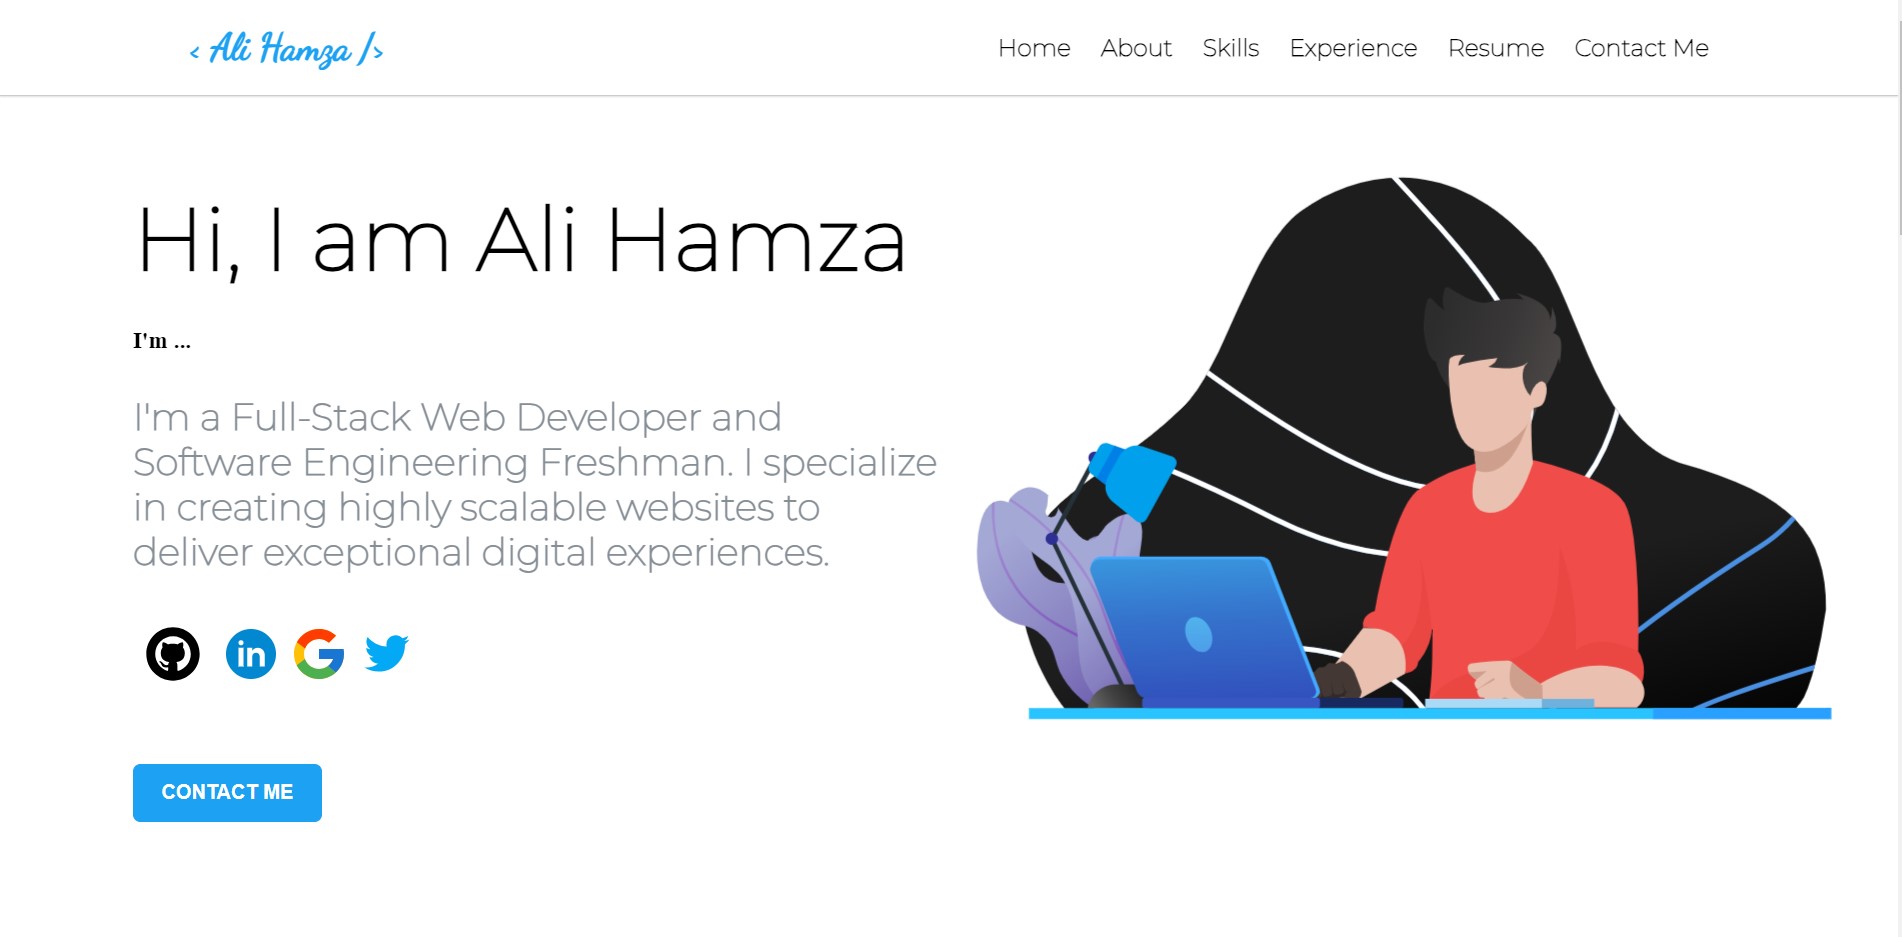 < Ali Hamza />
Home About Skills Experience Resume Contact Me
Hi, I am Ali Hamza
I'm ...
I'm a Full-Stack Web Developer and
Software Engineering Freshman. I specialize
in creating highly scalable websites to
deliver exceptional digital experiences.
in G
CONTACT ME